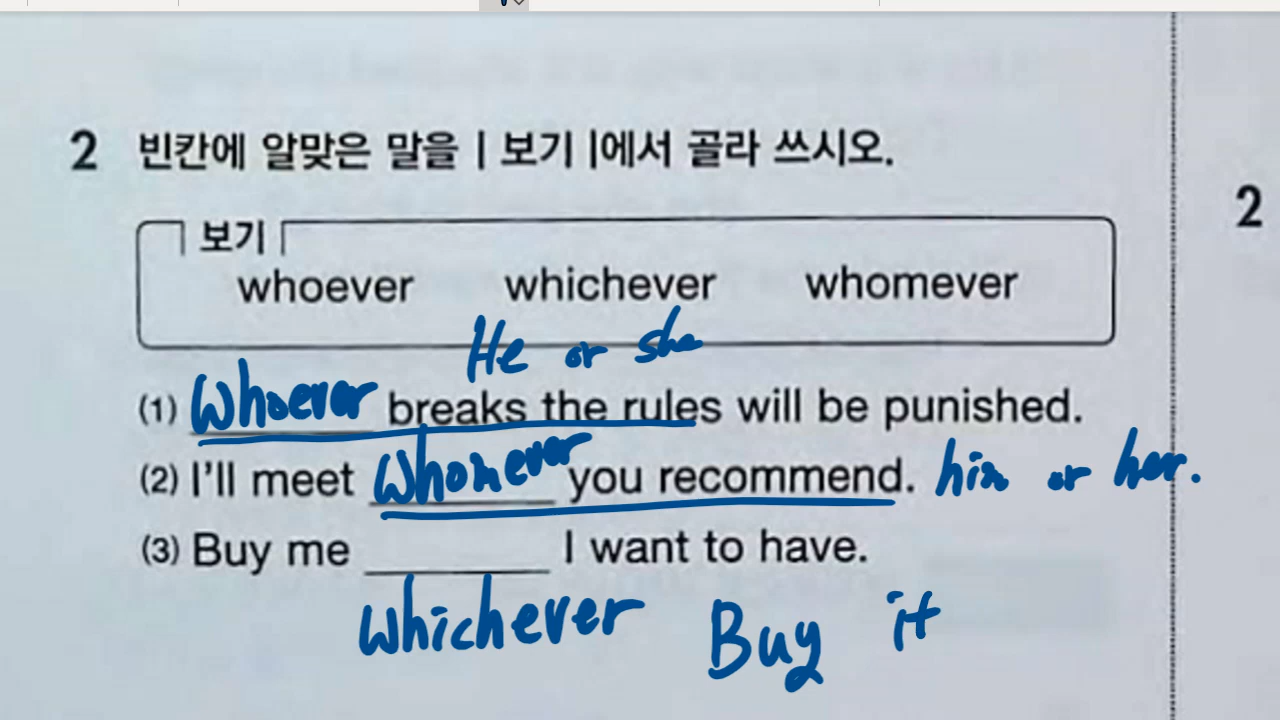 2 빈칸에 알맞은 말을 | 보기 |에서 골라 쓰시오.
보기
whoever whichever whomever
He or she
(1) Whoever breaks the rules will be punished.
(2) I'll meet Whomever you recommend. him or her.
(3) Buy me ________ I want to have.
Whichever Buy it
2